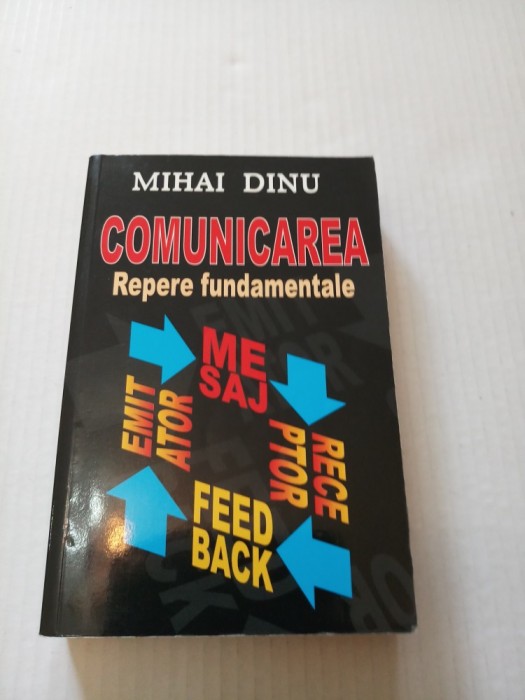 MIHAI DINU
COMUNICAREA
Repere fundamentale
ME
SAJ
EMIT
ATOR
RECE
PTOR
FEED
BACK